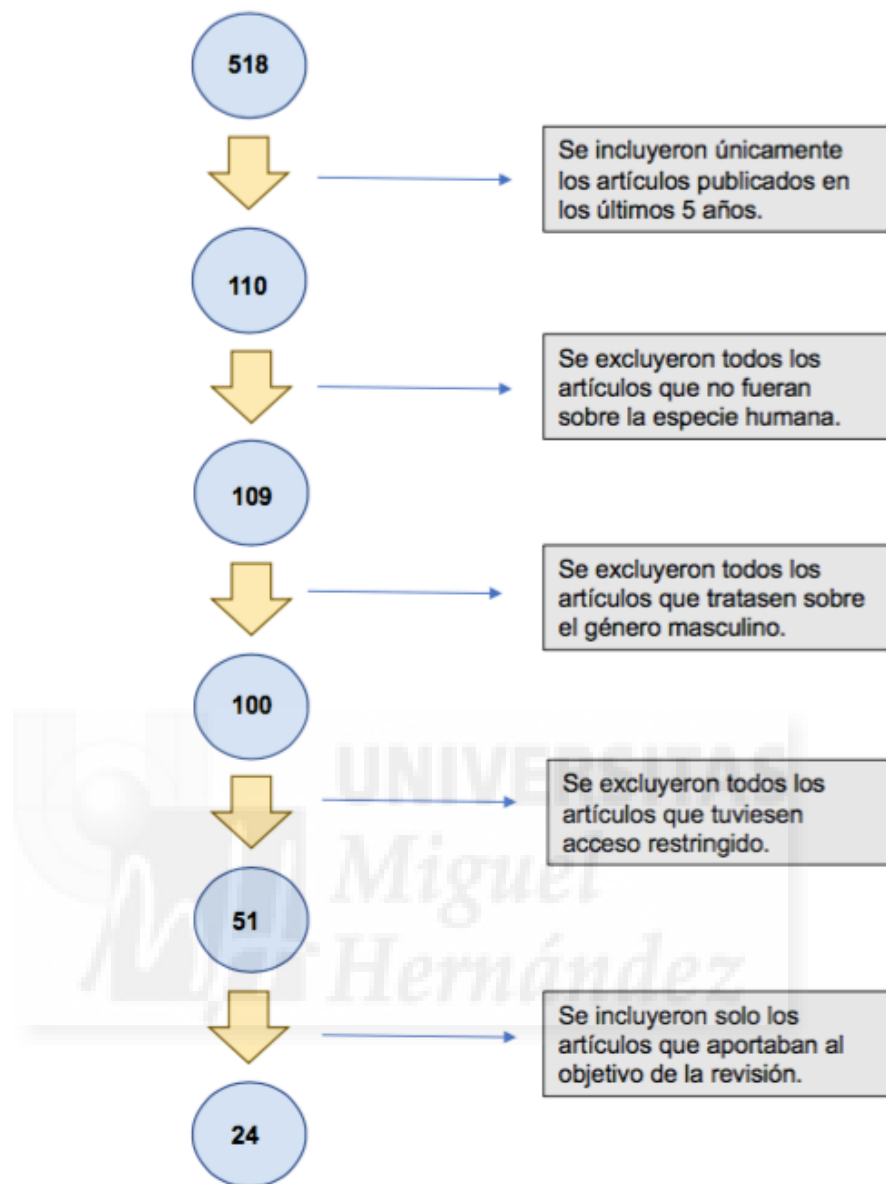 518
Se incluyeron únicamente
los artículos publicados en
los últimos 5 años.
110
Se excluyeron todos los
artículos que no fueran
sobre la especie humana.
109
Se excluyeron todos los
artículos que tratasen sobre
el género masculino.
100
UNIVERSITAS
Miguel
Hernández
Se excluyeron todos los
artículos que tuviesen
acceso restringido.
51
Se incluyeron solo los
artículos que aportaban al
objetivo de la revisión.
24